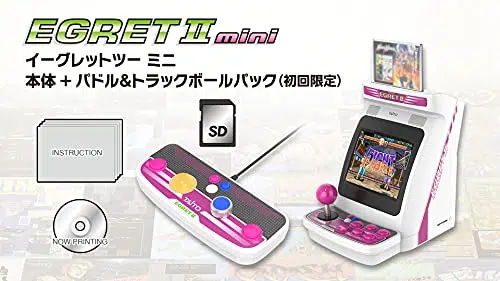 EGRET II mini
イーグレットツー ミニ
本体 + パドル&トラックボールパック(初回限定)
INSTRUCTION
NOW PRINTING
SD
TAITO
EGRET II
EGRET II
TAITO
FIGHT